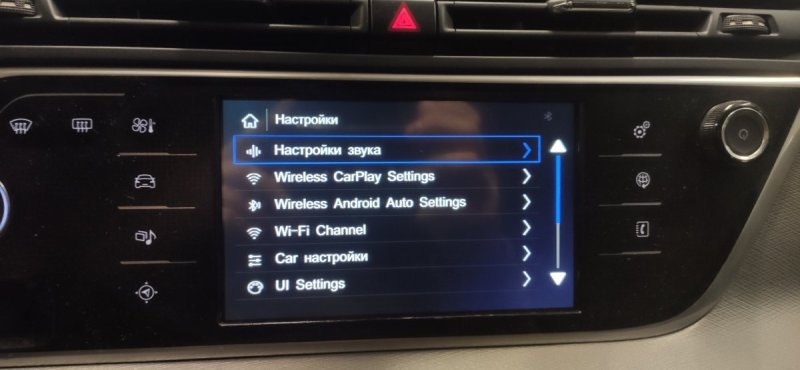 Настройки
Настройки звука
Wireless CarPlay Settings
Wireless Android Auto Settings
Wi-Fi Channel
Car настройки
UI Settings